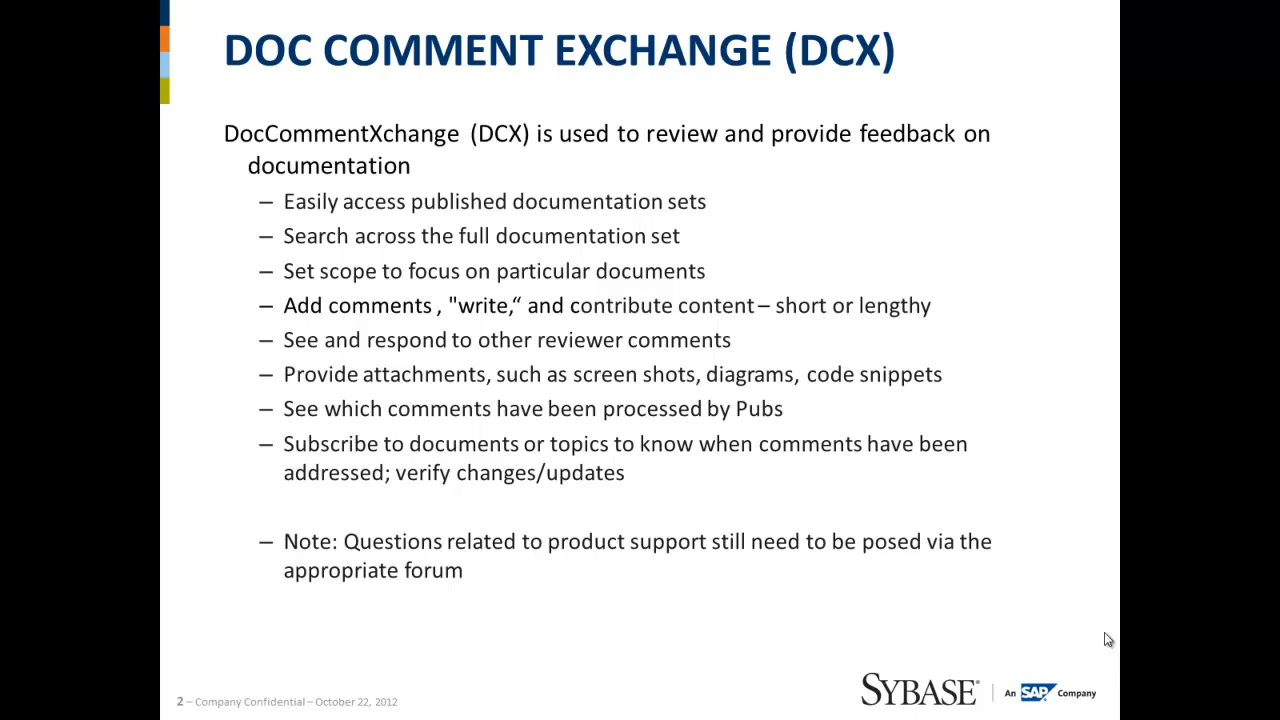 DOC COMMENT EXCHANGE (DCX)
DocCommentXchange (DCX) is used to review and provide feedback on
documentation
– Easily access published documentation sets
– Search across the full documentation set
– Set scope to focus on particular documents
– Add comments , "write,“ and contribute content – short or lengthy
– See and respond to other reviewer comments
– Provide attachments, such as screen shots, diagrams, code snippets
– See which comments have been processed by Pubs
– Subscribe to documents or topics to know when comments have been
addressed; verify changes/updates
– Note: Questions related to product support still need to be posed via the
appropriate forum
2 – Company Confidential – October 22, 2012
SYBASE® An SAP Company